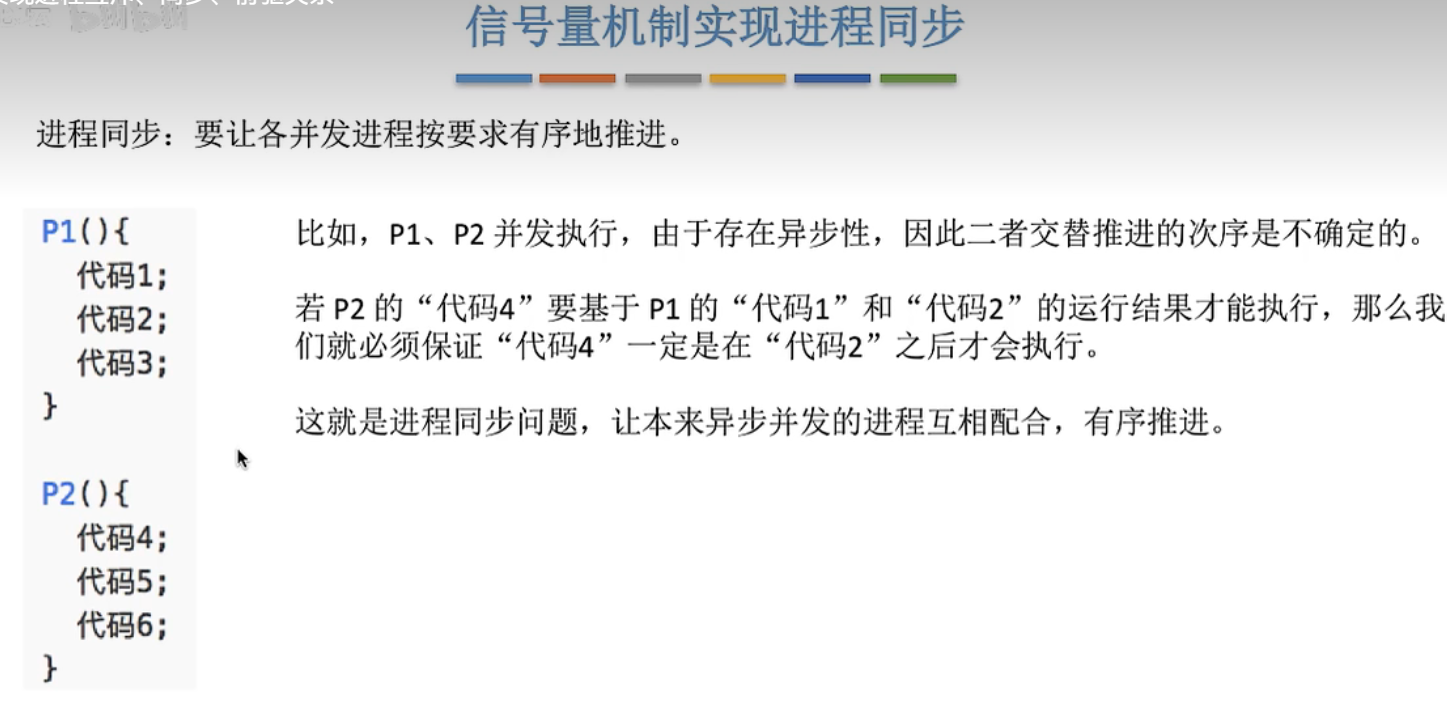 信号量机制实现进程同步
进程同步：要让各并发进程按要求有序地推进。
P1(){
代码1;
代码2;
代码3;
}
P2(){
代码4;
代码5;
代码6;
}
比如，P1、P2 并发执行，由于存在异步性，因此二者交替推进的次序是不确定的。
若 P2 的“代码4”要基于 P1 的“代码1”和“代码2”的运行结果才能执行，那么我
们就必须保证“代码4”一定是在“代码2”之后才会执行。
这就是进程同步问题，让本来异步并发的进程互相配合，有序推进。